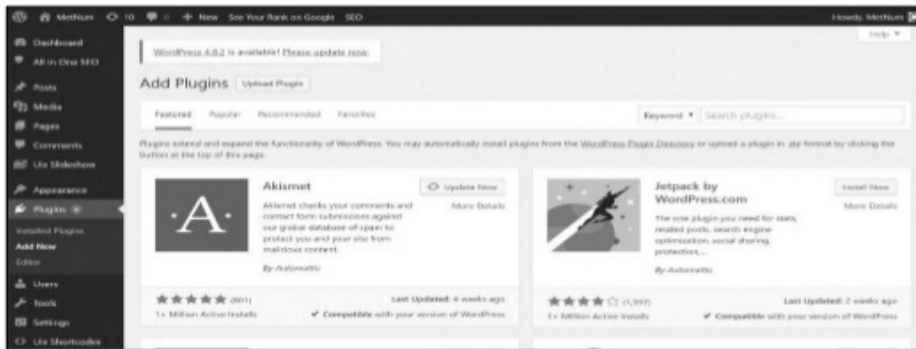 MetNum 10 0 + New See Your Rank on Google SEO Howdy, MetNum
Help ▼
Dashboard
All in One SEO
Posts
Media
Pages
Comments
Uix Slideshow
Appearance
Plugins
Installed Plugins
Add New
Editor
Users
Tools
Settings
Uix Shortcodes
WordPress 4.8.2 is available! Please update now.
Add Plugins Upload Plugin
Featured Popular Recommended Favorites Keyword ▼ Search plugins...
Plugins extend and expand the functionality of WordPress. You may automatically install plugins from the WordPress Plugin Directory or upload a plugin in .zip format by clicking the
button at the top of this page.
A
Akismet
Update Now
More Details
Akismet checks your comments and
contact form submissions against
our global database of spam to
protect you and your site from
malicious content.
By Automattic
★★★★★ (801) Last Updated: 4 weeks ago
1+ Million Active Installs ✔ Compatible with your version of WordPress
Jetpack by
WordPress.com
Install Now
More Details
The one plugin you need for stats,
related posts, search engine
optimization, social sharing,
protection,...
By Automattic
★★★★☆ Last Updated: 2 weeks ago
1+ Million Active Installs ✔ Compatible with your version of WordPress